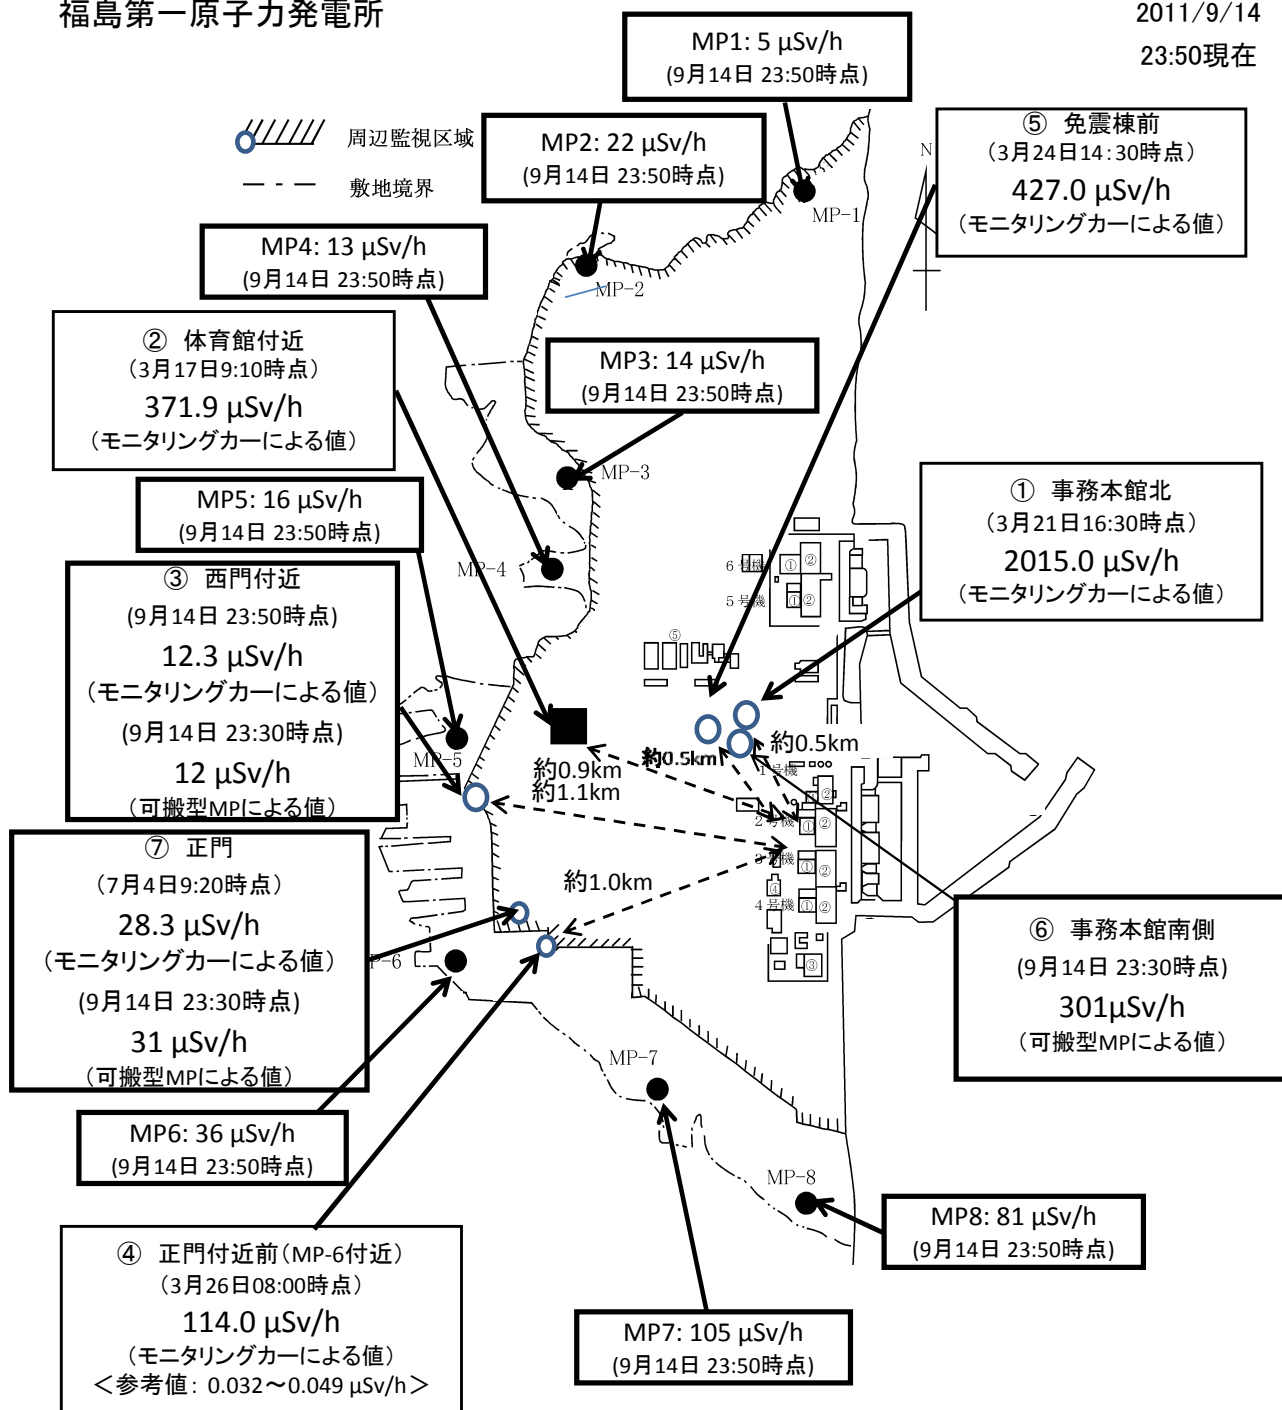 福島第一原子力発電所
2011/9/14
23:50現在
周辺監視区域
敷地境界
N
MP1: 5 μSv/h
(9月14日 23:50時点)
MP2: 22 μSv/h
(9月14日 23:50時点)
⑤ 免震棟前
(3月24日14:30時点)
427.0 μSv/h
(モニタリングカーによる値)
MP4: 13 μSv/h
(9月14日 23:50時点)
MP-1
MP-2
② 体育館付近
(3月17日9:10時点)
371.9 μSv/h
(モニタリングカーによる値)
MP3: 14 μSv/h
(9月14日 23:50時点)
MP-3
MP5: 16 μSv/h
(9月14日 23:50時点)
① 事務本館北
(3月21日16:30時点)
2015.0 μSv/h
(モニタリングカーによる値)
MP-4
③ 西門付近
(9月14日 23:50時点)
12.3 μSv/h
(モニタリングカーによる値)
(9月14日 23:30時点)
12 μSv/h
(可搬型MPによる値)
6号機
① ②
5号機
① ②
⑤
MP-5
約0.9km
約1.1km
約0.5km
約0.5km
1号機
②
2号機
① ②
3号機
① ②
④
4号機
① ②
③
約1.0km
⑦ 正門
(7月4日9:20時点)
28.3 μSv/h
(モニタリングカーによる値)
(9月14日 23:30時点)
31 μSv/h
(可搬型MPによる値)
P-6
⑥ 事務本館南側
(9月14日 23:30時点)
301μSv/h
(可搬型MPによる値)
MP-7
MP6: 36 μSv/h
(9月14日 23:50時点)
MP-8
MP8: 81 μSv/h
(9月14日 23:50時点)
④ 正門付近前(MP-6付近)
(3月26日08:00時点)
114.0 μSv/h
(モニタリングカーによる値)
<参考値: 0.032～0.049 μSv/h>
MP7: 105 μSv/h
(9月14日 23:50時点)